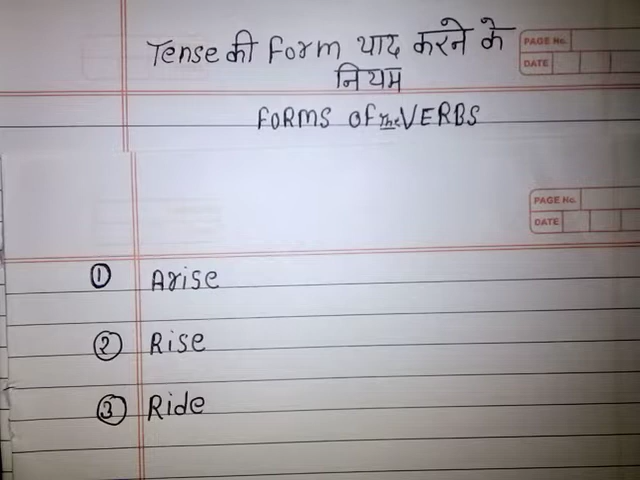 Tense की form याद करने के
नियम
FORMS OF The VERBS
PAGE No.
DATE
PAGE No.
DATE
① Arise
② Rise
③ Ride